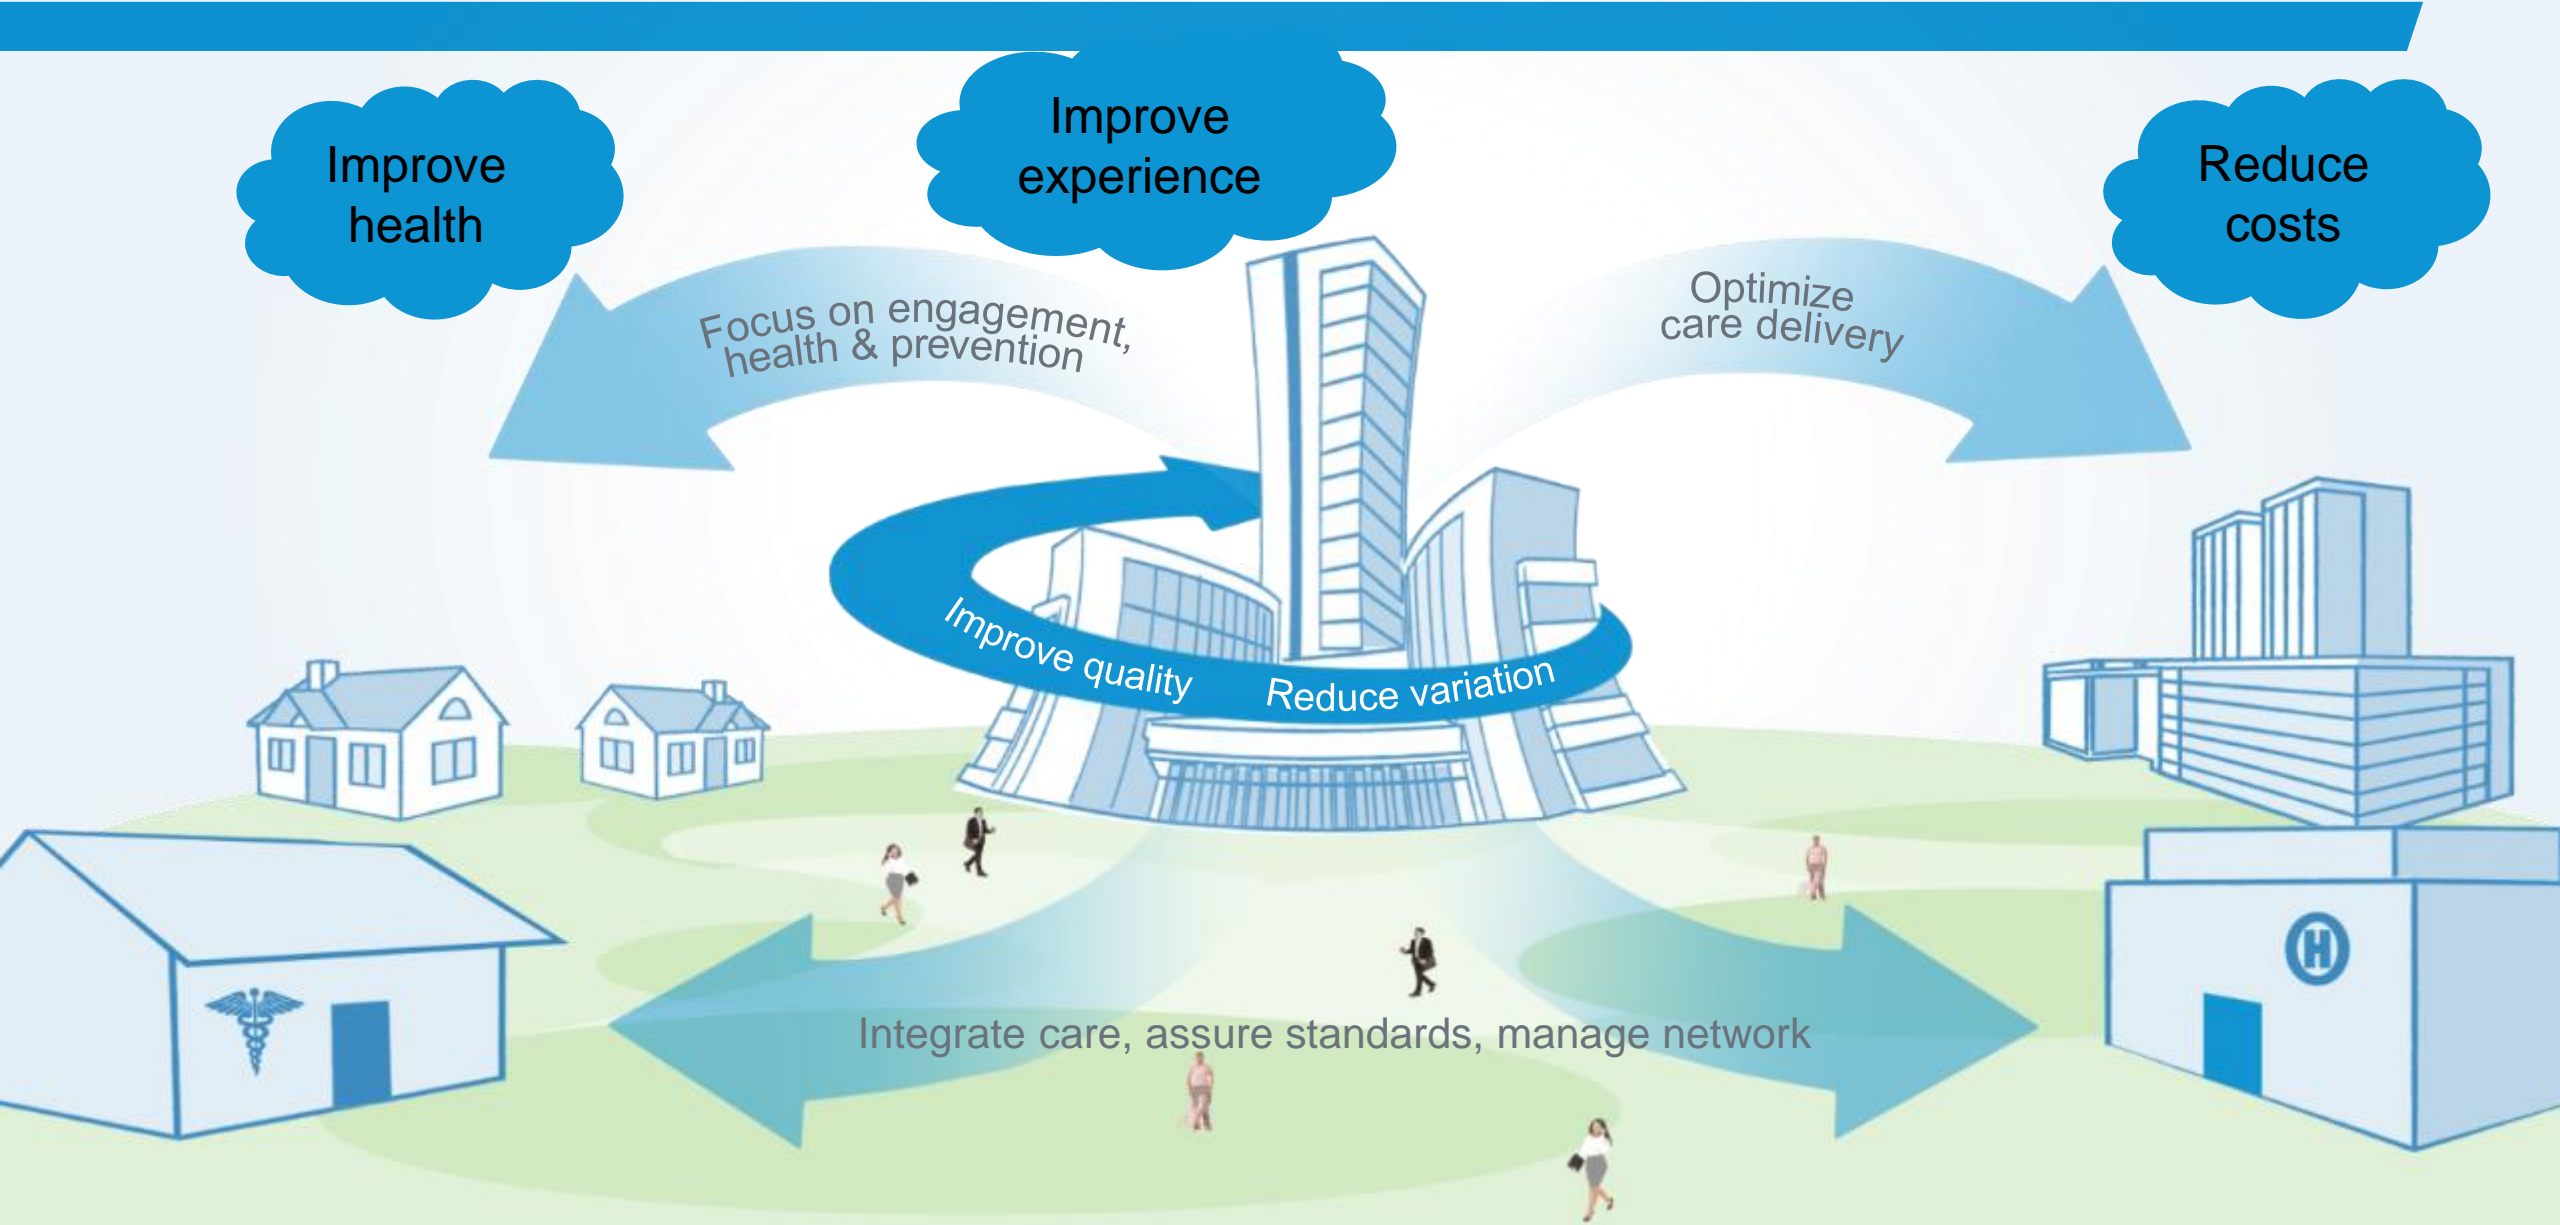 Improve
health
Improve
experience
Reduce
costs
Focus on engagement,
health & prevention
Optimize
care delivery
Improve quality
Reduce variation
H
Integrate care, assure standards, manage network